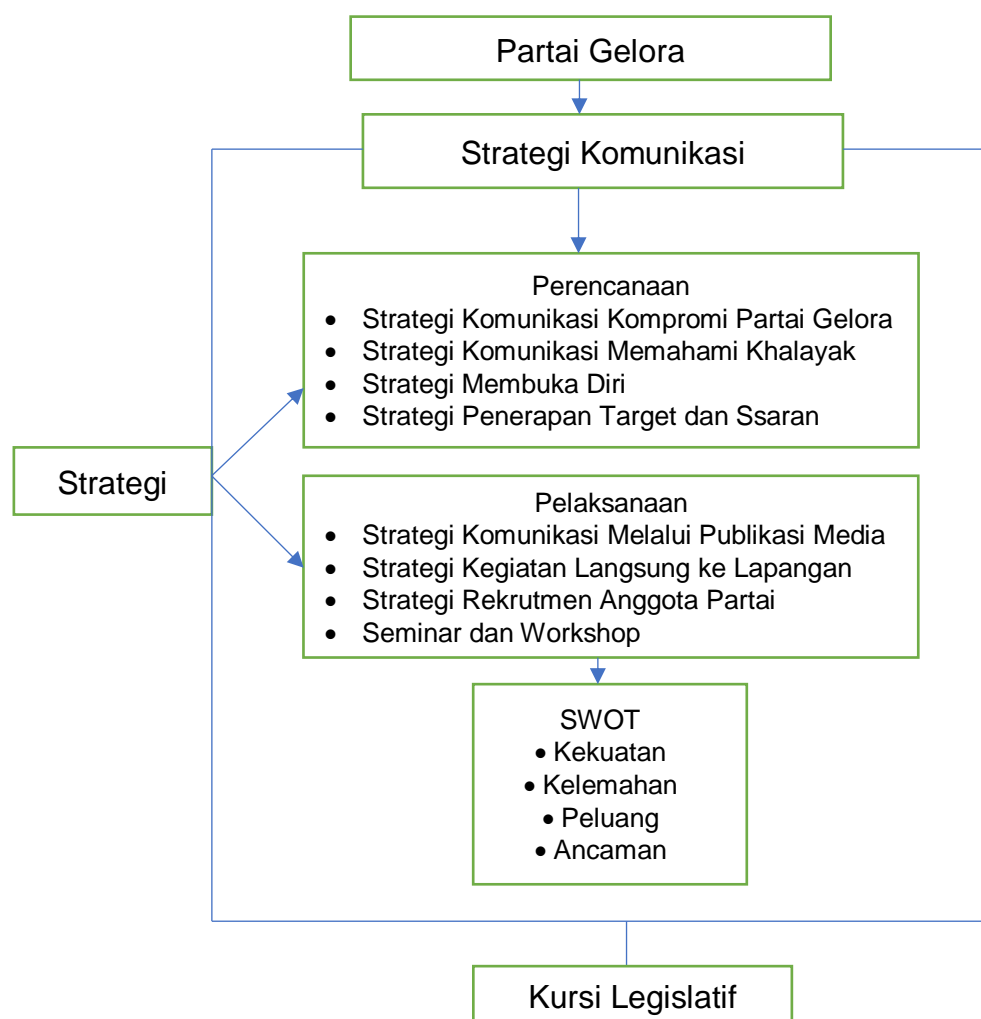 Partai Gelora
Strategi Komunikasi
Perencanaan
• Strategi Komunikasi Kompromi Partai Gelora
• Strategi Komunikasi Memahami Khalayak
• Strategi Membuka Diri
• Strategi Penerapan Target dan Ssaran
Strategi
Pelaksanaan
• Strategi Komunikasi Melalui Publikasi Media
• Strategi Kegiatan Langsung ke Lapangan
• Strategi Rekrutmen Anggota Partai
• Seminar dan Workshop
SWOT
• Kekuatan
• Kelemahan
• Peluang
• Ancaman
Kursi Legislatif